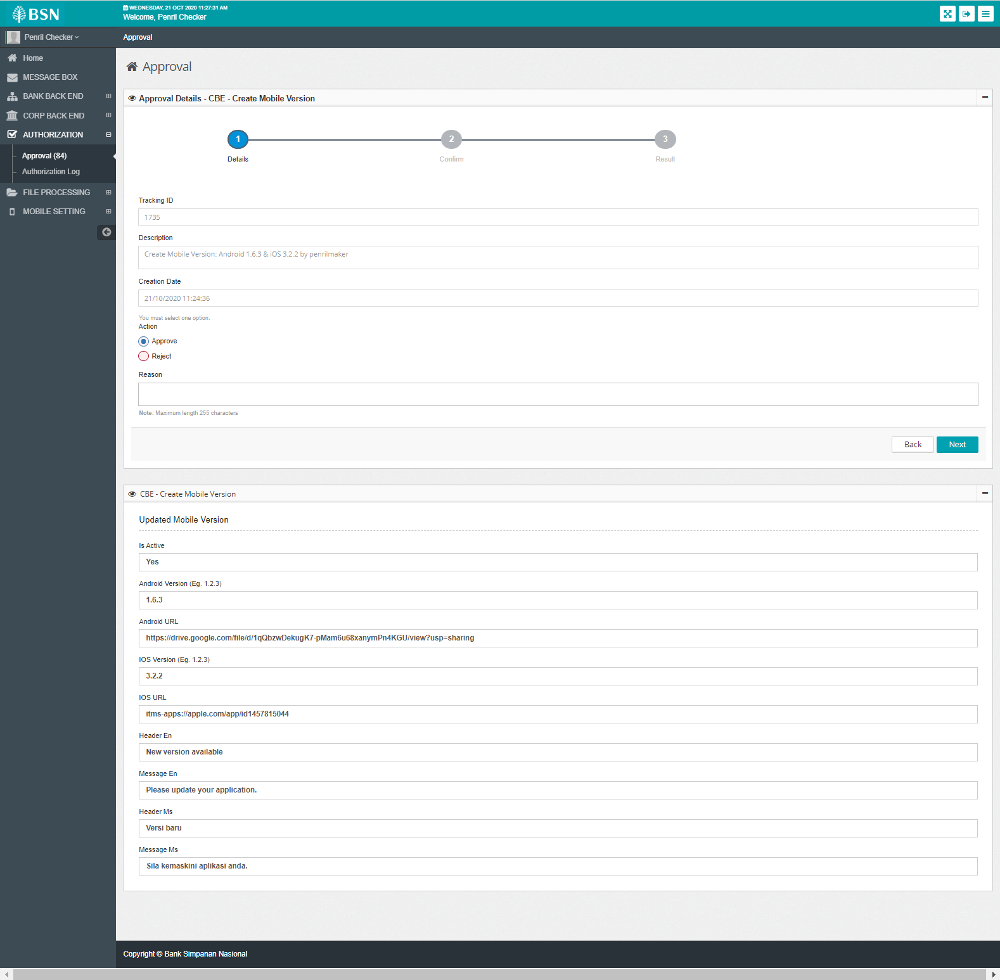 BSN
WEDNESDAY, 21 OCT 2020 11:27:31 AM
Welcome, Penril Checker
Penril Checker
Approval
Home
MESSAGE BOX
BANK BACK END
CORP BACK END
AUTHORIZATION
Approval (84)
Authorization Log
FILE PROCESSING
MOBILE SETTING
Approval
Approval Details - CBE - Create Mobile Version
1
2
3
Details
Confirm
Result
Tracking ID
1735
Description
Create Mobile Version: Android 1.6.3 & iOS 3.2.2 by penrilmaker
Creation Date
21/10/2020 11:24:36
You must select one option.
Action
Approve
Reject
Reason
Note: Maximum length 255 characters
Back
Next
CBE - Create Mobile Version
Updated Mobile Version
Is Active
Yes
Android Version (Eg. 1.2.3)
1.6.3
Android URL
https://drive.google.com/file/d/1qQbzwDekugK7-pMam6u68xanymPn4KGU/view?usp=sharing
IOS Version (Eg. 1.2.3)
3.2.2
IOS URL
itms-apps://apple.com/app/id1457815044
Header En
New version available
Message En
Please update your application.
Header Ms
Versi baru
Message Ms
Sila kemaskini aplikasi anda.
Copyright © Bank Simpanan Nasional